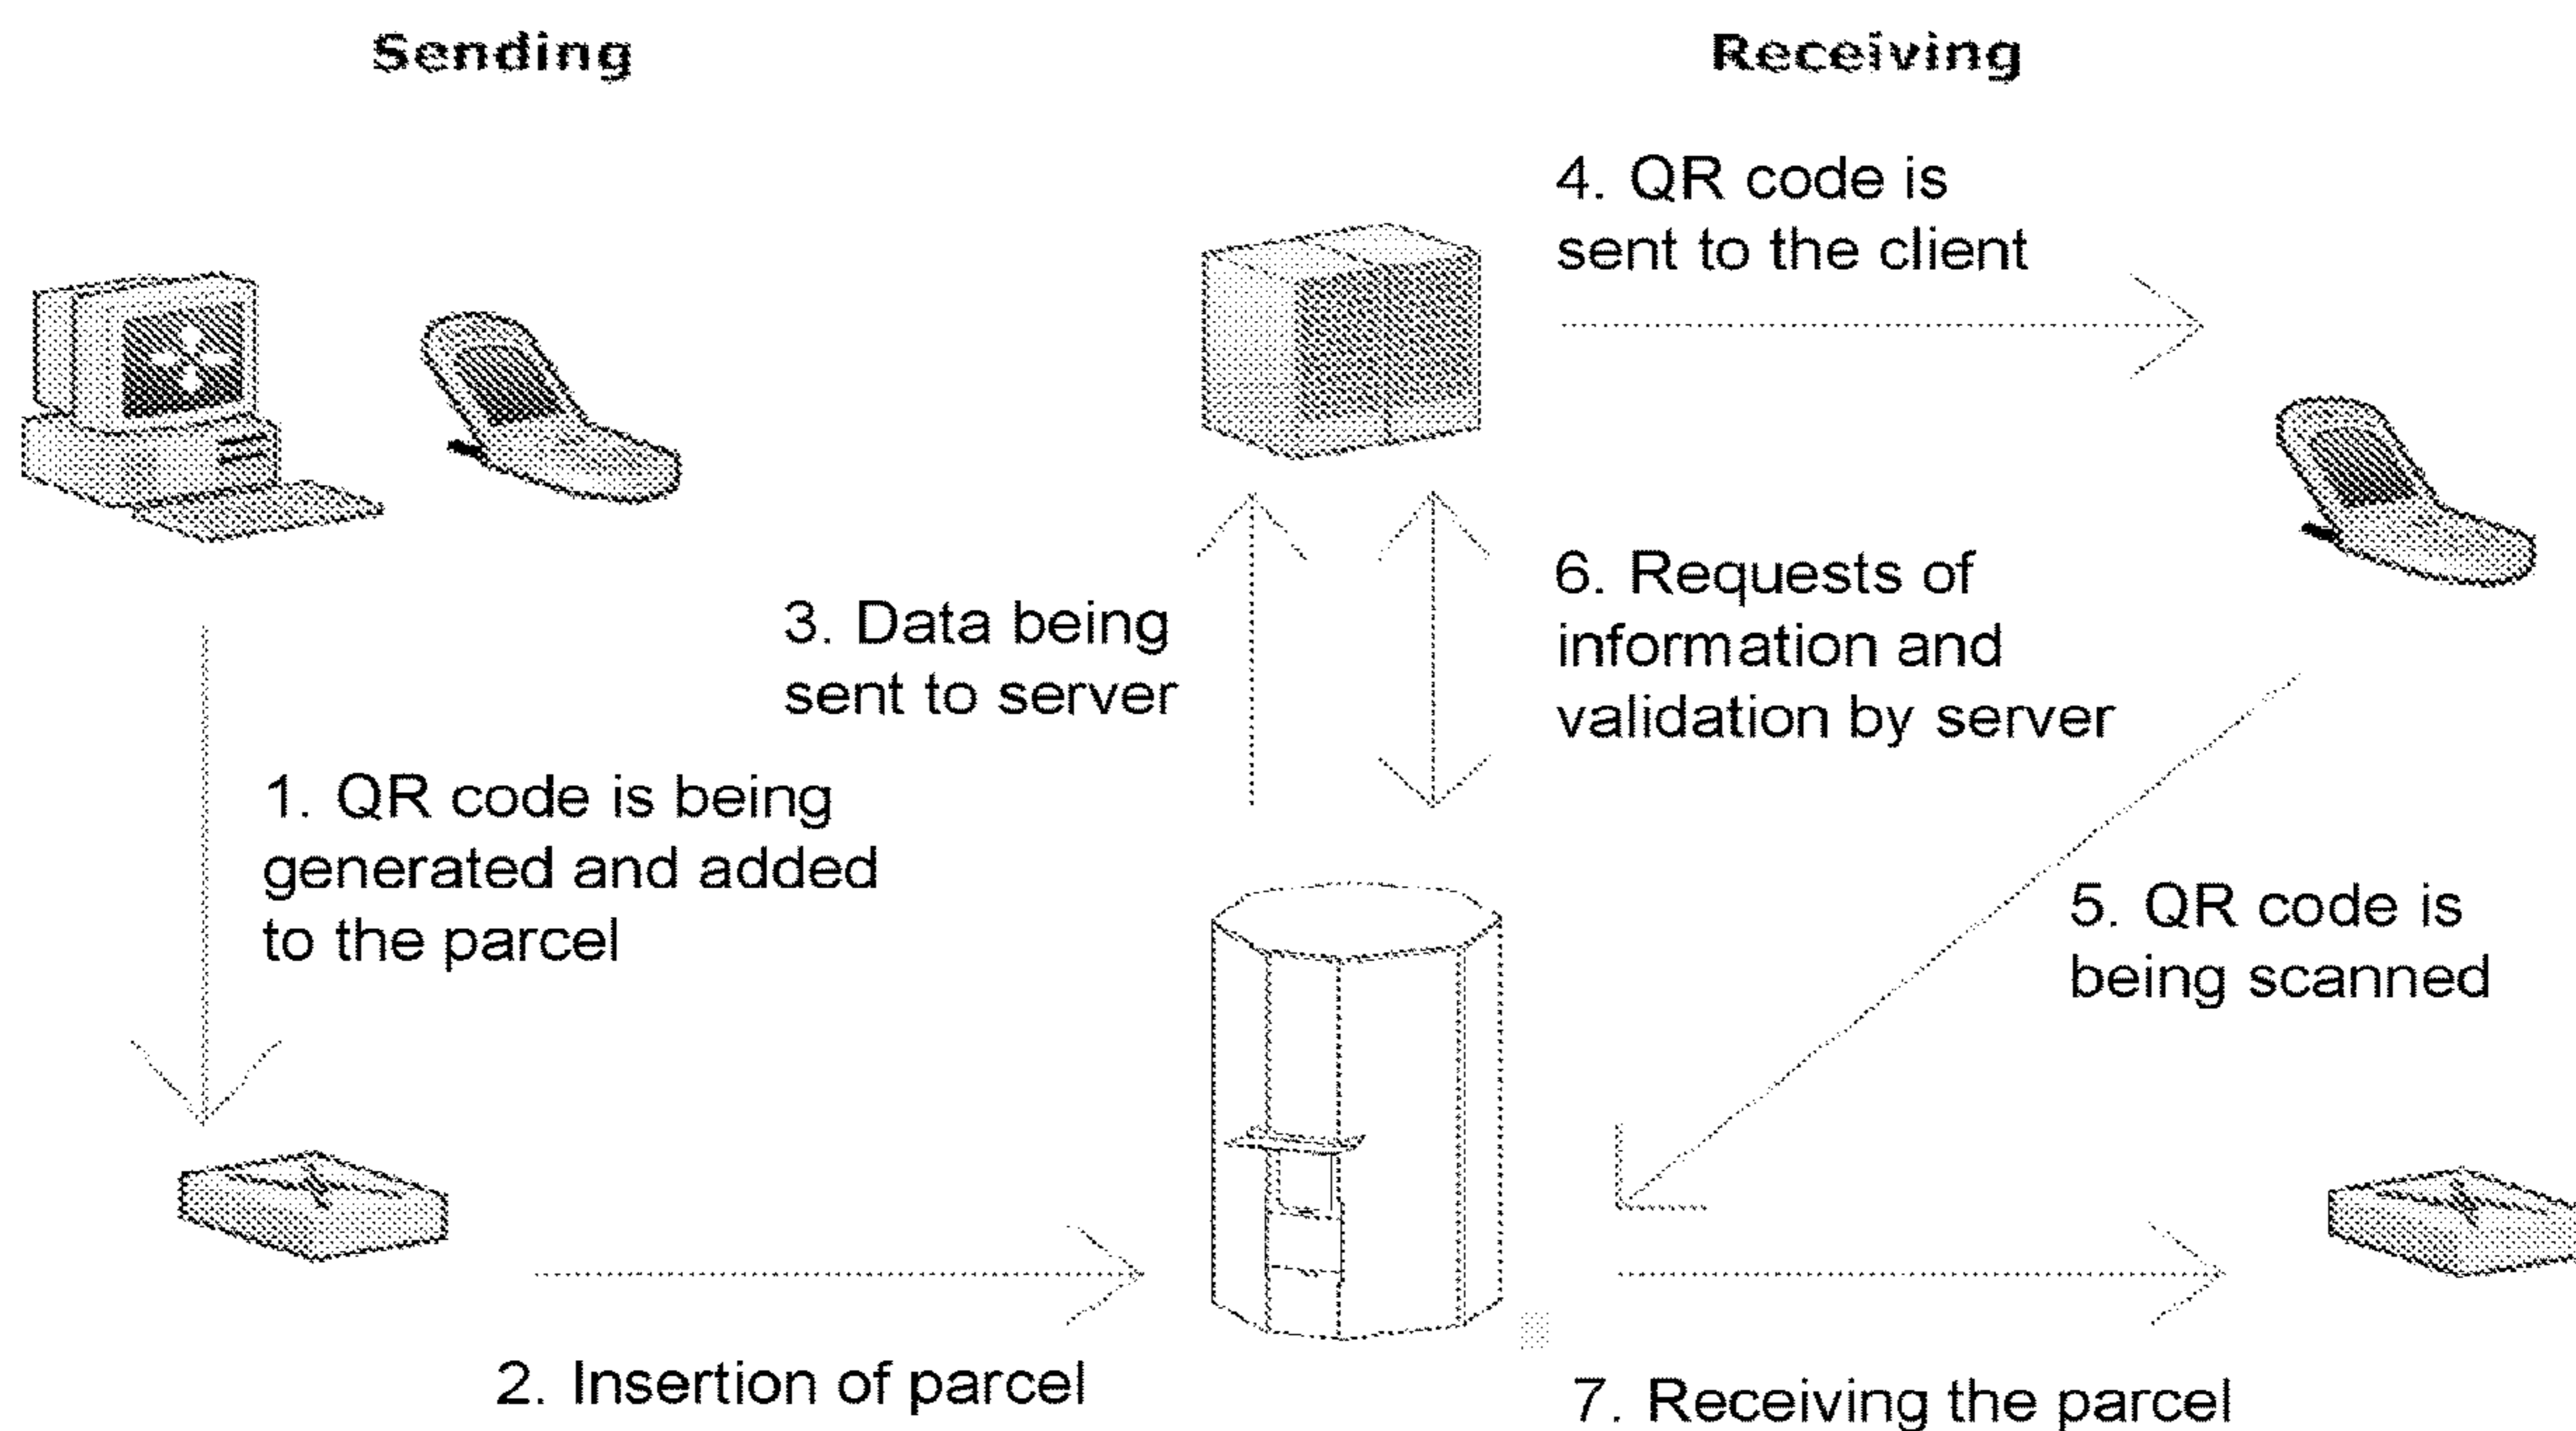 Sending
Receiving
4. QR code is
sent to the client
3. Data being
sent to server
6. Requests of
information and
validation by server
1. QR code is being
generated and added
to the parcel
5. QR code is
being scanned
2. Insertion of parcel
7. Receiving the parcel